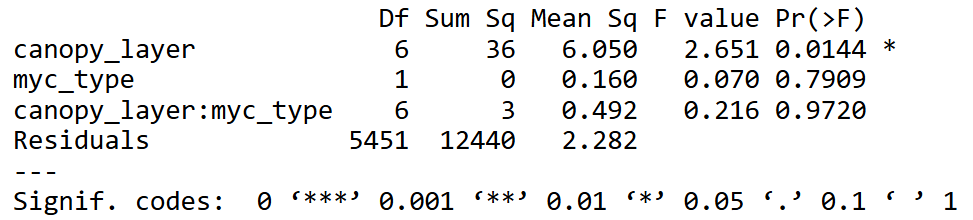 Df Sum Sq Mean Sq F value Pr(>F)
canopy_layer            6     36   6.050   2.651 0.0144 *
myc_type                1      0   0.160   0.070 0.7909
canopy_layer:myc_type   6      3   0.492   0.216 0.9720
Residuals            5451  12440   2.282
---
Signif. codes:  0 ‘***’ 0.001 ‘**’ 0.01 ‘*’ 0.05 ‘.’ 0.1 ‘ ’ 1